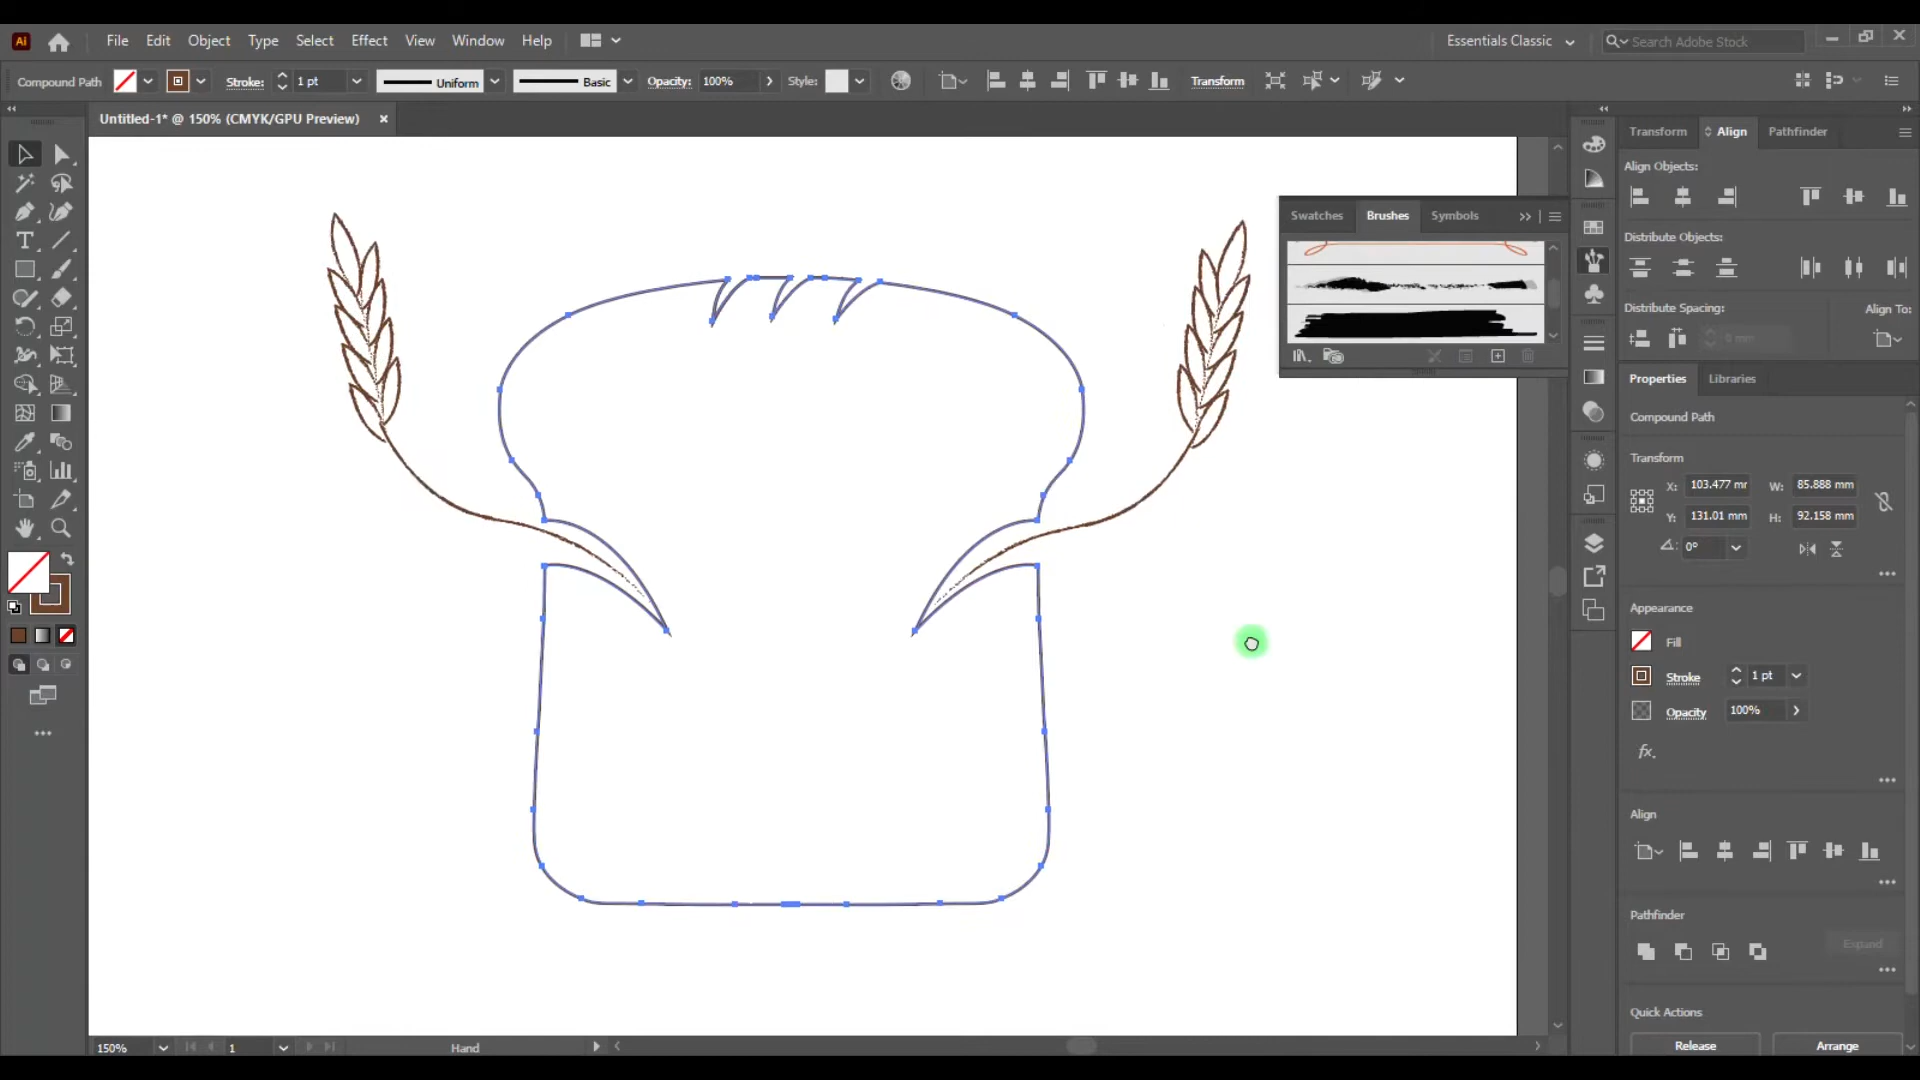 Ai File Edit Object Type Select Effect View Window Help Essentials Classic Search Adobe Stock
Compound Path Stroke: 1 pt Uniform Basic Opacity: 100% Style: Transform
Untitled-1* @ 150% (CMYK/GPU Preview) ×
Transform Align Pathfinder
Align Objects:
Swatches Brushes Symbols
Distribute Objects:
Distribute Spacing: Align To:
0 mm
Properties Libraries
Compound Path
Transform
X: 103.477 mr W: 85.888 mm
Y: 131.01 mm H: 92.158 mm
0°
Appearance
Fill
Stroke 1 pt
Opacity 100%
fx.
Align
Pathfinder
Expand
Quick Actions
Release Arrange
150% 1 Hand